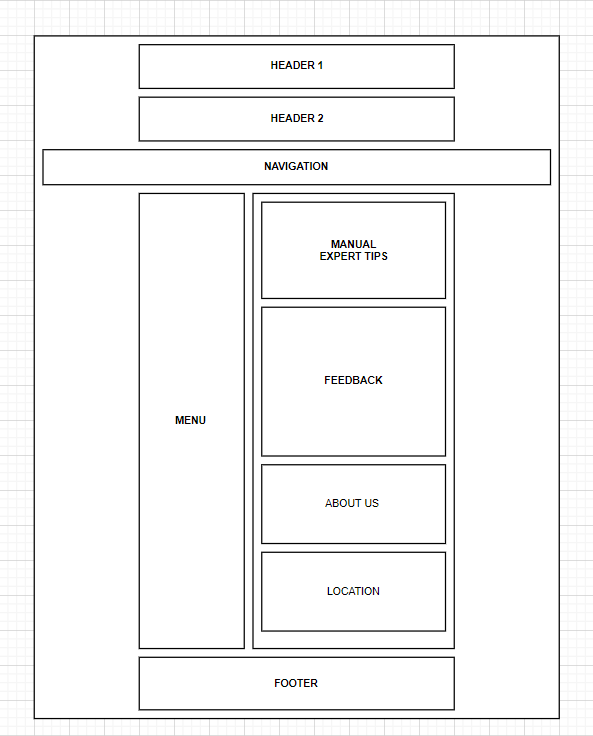 HEADER 1
HEADER 2
NAVIGATION
MANUAL
EXPERT TIPS
FEEDBACK
MENU
ABOUT US
LOCATION
FOOTER